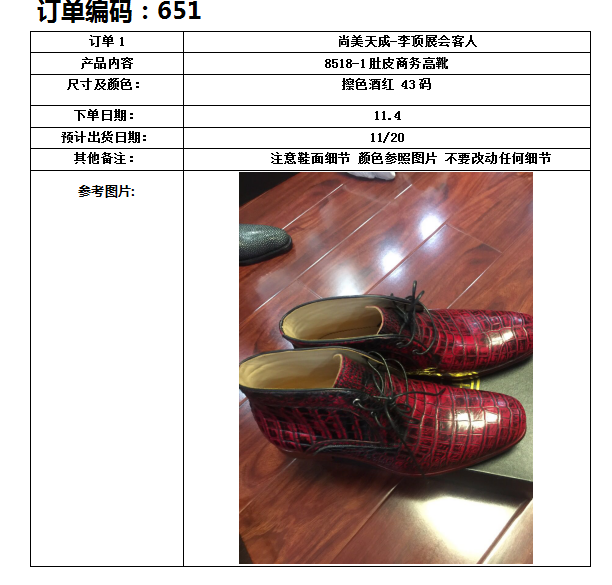 订单编码：651
订单 1 尚美天成-李顶展会客人
产品内容 8518-1 肚皮商务高靴
尺寸及颜色： 擦色酒红 43 码
下单日期： 11.4
预计出货日期： 11/20
其他备注： 注意鞋面细节 颜色参照图片 不要改动任何细节
参考图片: